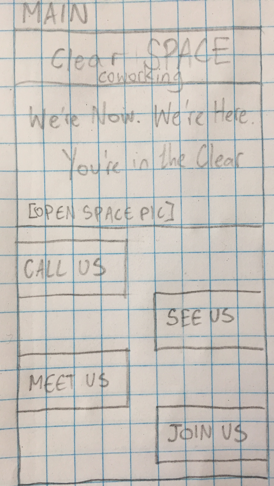 MAIN
Clear SPACE
coworking
We're Now. We're Here.
You're in the Clear
[OPEN SPACE PIC]
CALL US
SEE US
MEET US
JOIN US